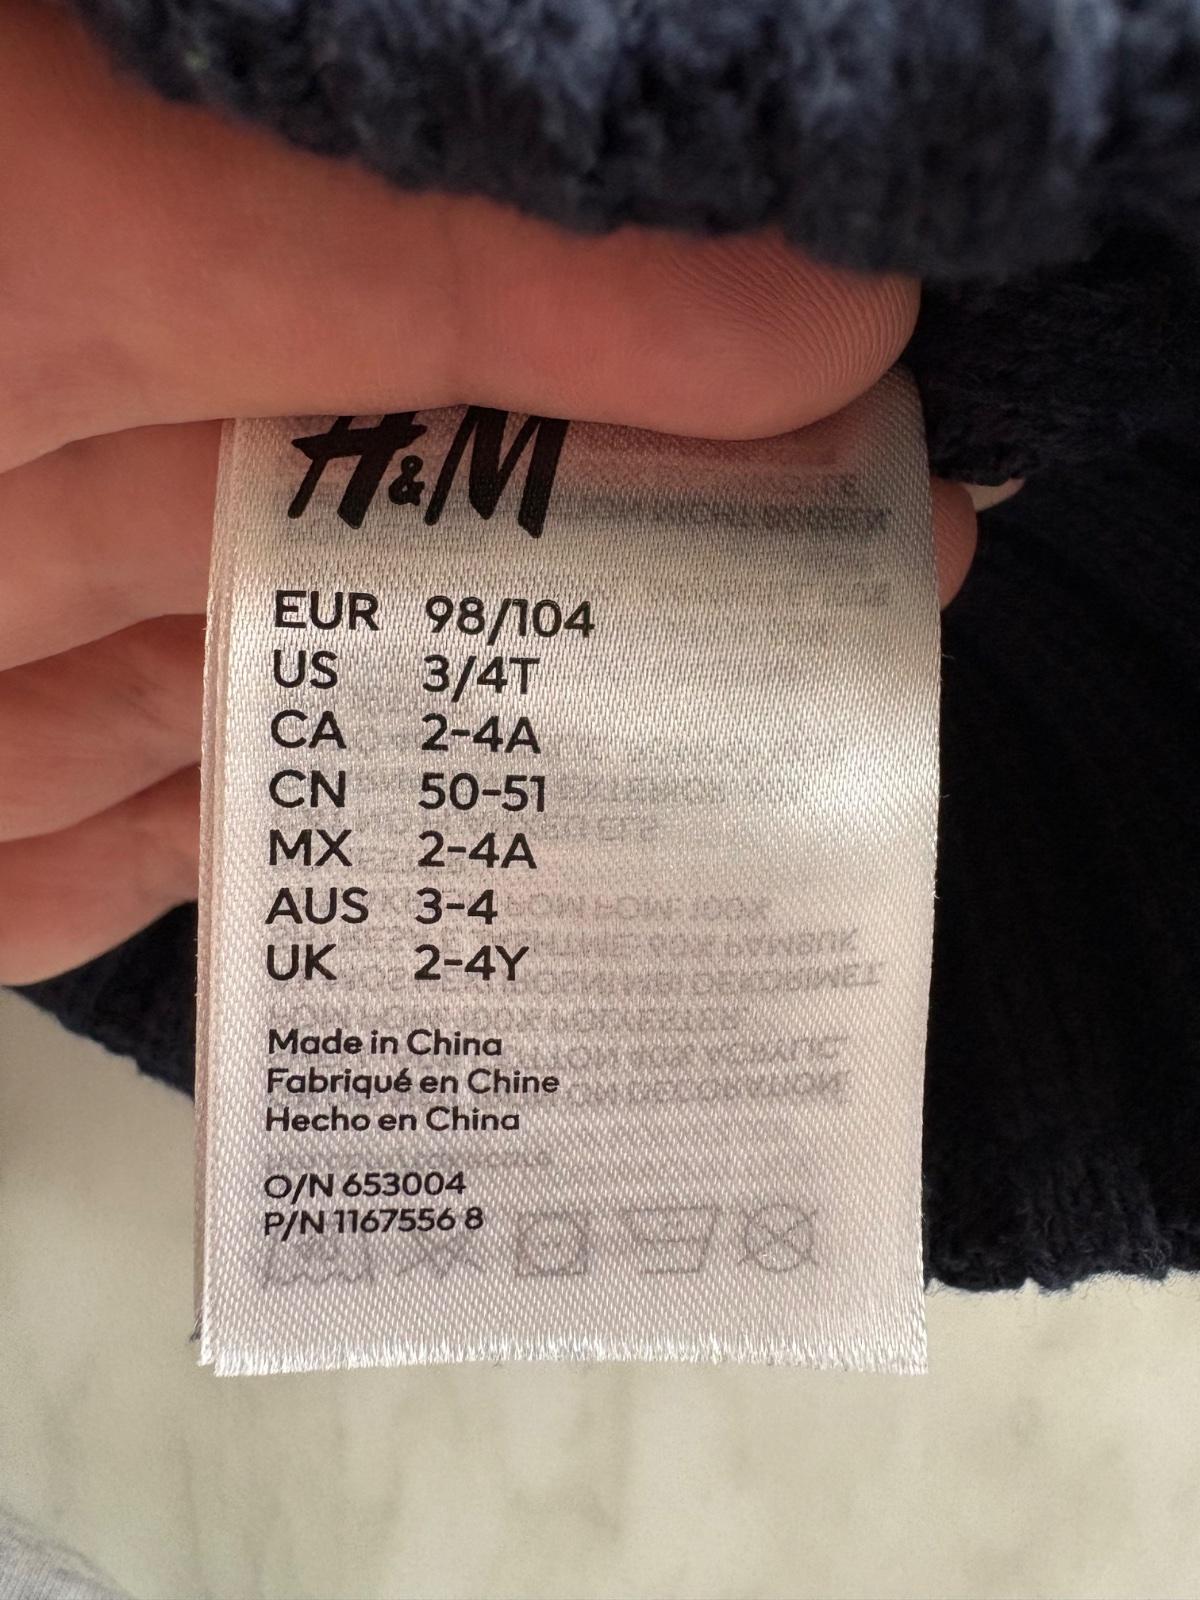 H&M
EUR 98/104
US 3/4T
CA 2-4A
CN 50-51
MX 2-4A
AUS 3-4
UK 2-4Y
Made in China
Fabriqué en Chine
Hecho en China
O/N 653004
P/N 1167556 8